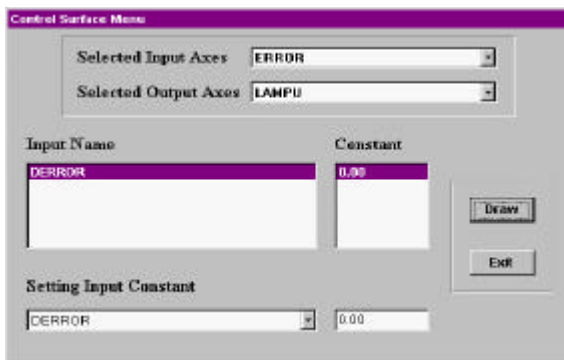 Control Surface Menu
Selected Input Axes ERROR
Selected Output Axes LAMPU
Input Name Constant
DERROR 0.00
Draw
Exit
Setting Input Constant
DERROR 0.00